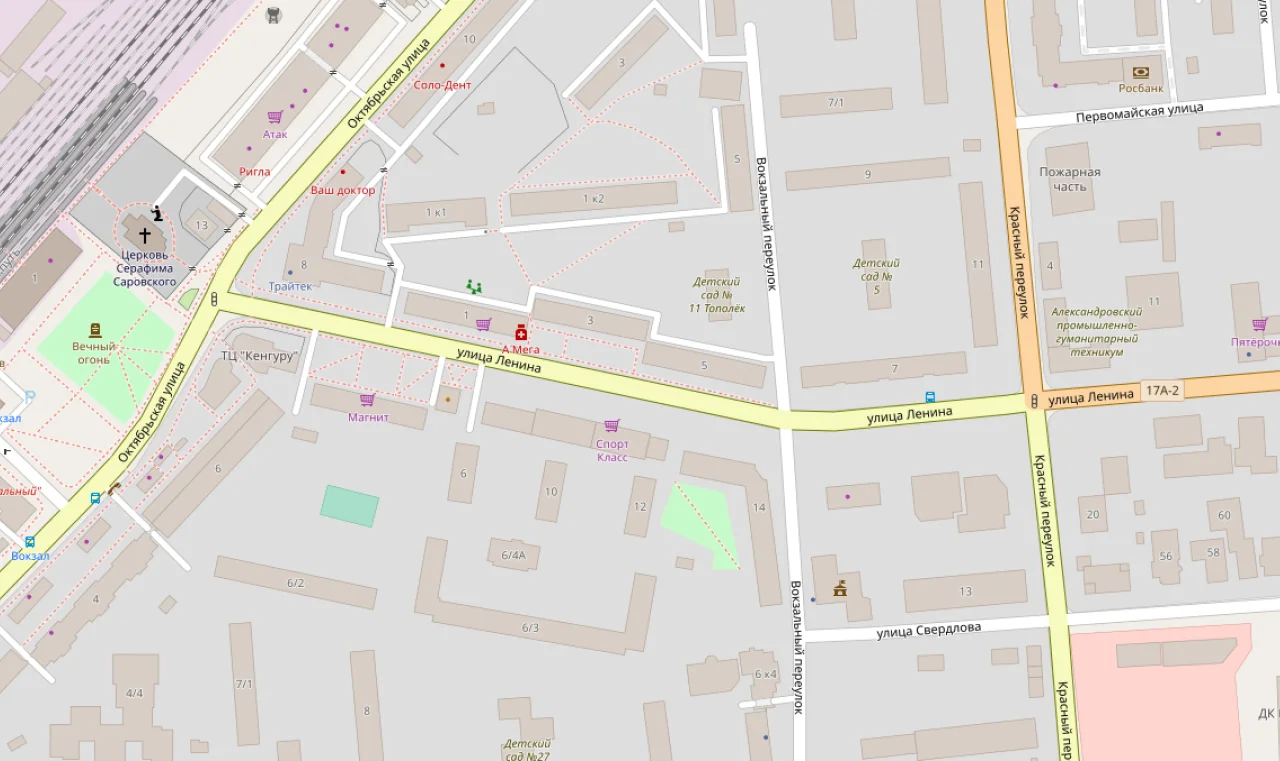 10
Октябрьская улица
Соло-Дент
3
Росбанк
7/1
Первомайская улица
Атак
Ригла
Ваш доктор
5
Вокзальный переулок
9
Пожарная
часть
1 к1
1 к2
13
Церковь
Серафима
Саровского
8
Трайтек
1
Детский
сад №
11 Тополёк
Детский
сад №
5
11
Красный переулок
4
11
Александровский
промышленно-
гуманитарный
техникум
Пятёрочк
Вечный
огонь
1
3
А.Мега
5
улица Ленина
ТЦ "Кенгуру"
7
улица Ленина
улица Ленина
17А-2
Октябрьская улица
Магнит
Спорт
Класс
6
6
10
12
14
Красный переулок
20
60
56
58
альный"
Вокзал
6/4А
6/2
4
6/3
13
Вокзальный переулок
улица Свердлова
4/4
7/1
8
6 к4
Красный пер
ДК
Детский
сад №27